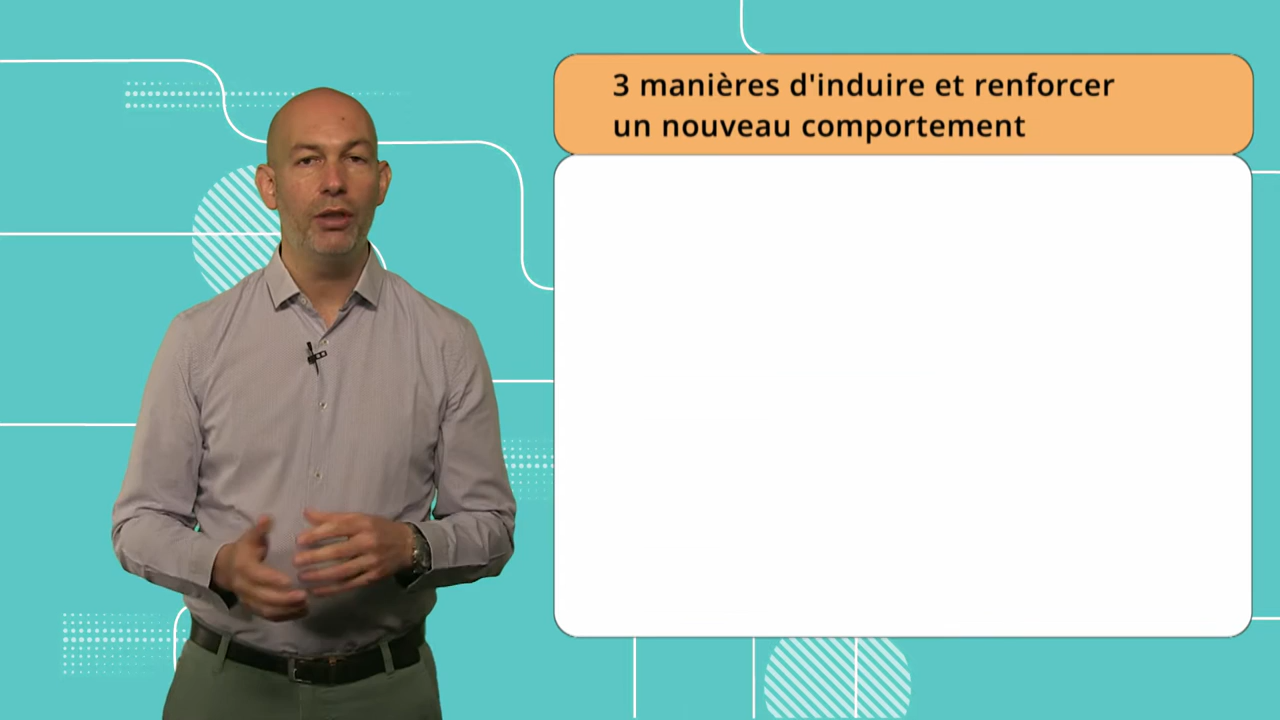 3 manières d'induire et renforcer
un nouveau comportement